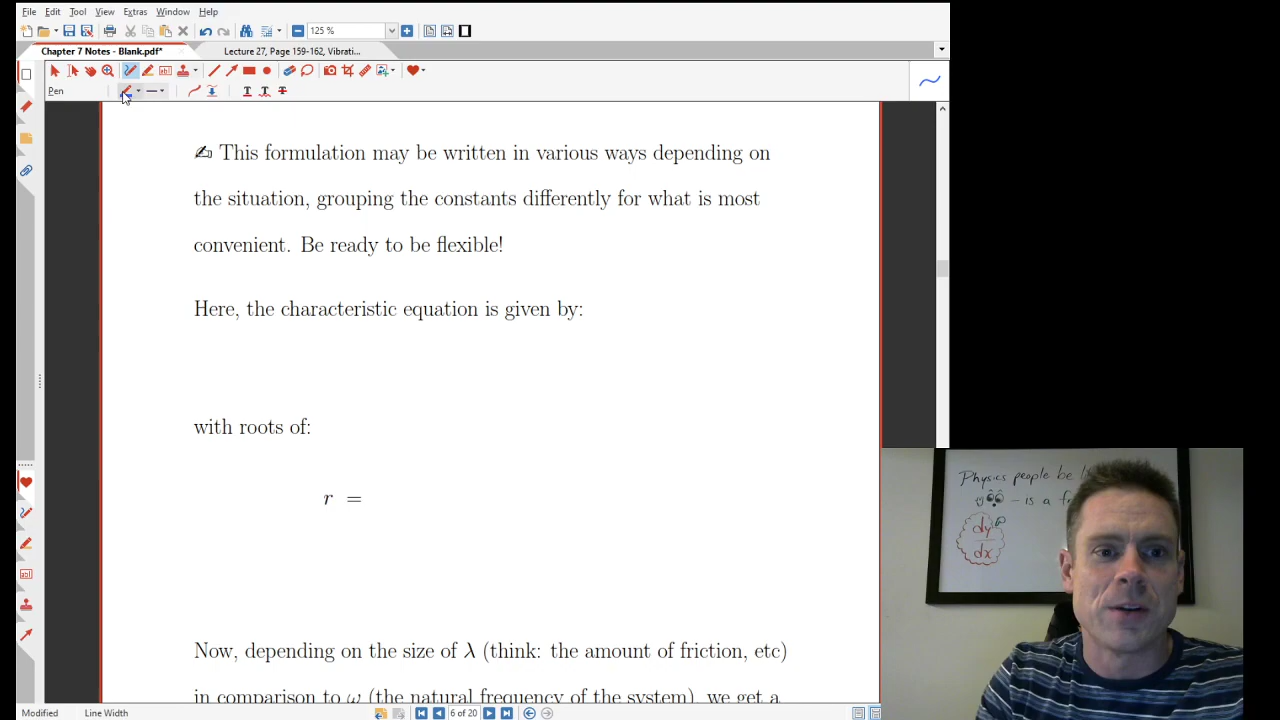 File Edit Tool View Extras Window Help
125 %
Chapter 7 Notes - Blank.pdf* Lecture 27, Page 159-162, Vibrati...
Pen
✍ This formulation may be written in various ways depending on
the situation, grouping the constants differently for what is most
convenient. Be ready to be flexible!
Here, the characteristic equation is given by:
with roots of:
r =
Physics people be
- is a
dy
dx
Now, depending on the size of λ (think: the amount of friction, etc)
in comparison to ω (the natural frequency of the system), we get a
Modified Line Width 6 of 20